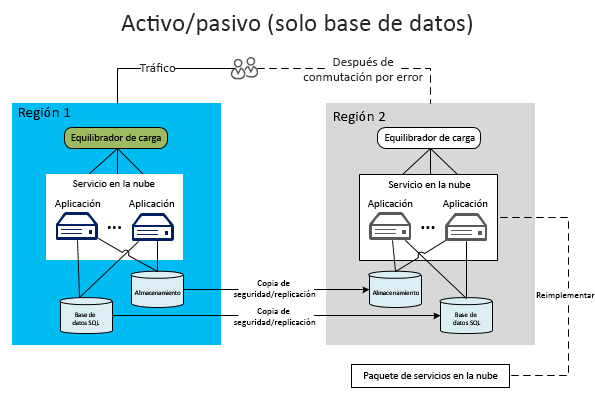 Activo/pasivo (solo base de datos)
Tráfico
Después de
conmutación por error
Región 1
Equilibrador de carga
Servicio en la nube
Aplicación
Aplicación
...
Almacenamiento
Base de
datos SQL
Copia de
seguridad/replicación
Copia de
seguridad/replicación
Región 2
Equilibrador de carga
Servicio en la nube
Aplicación
Aplicación
...
Almacenamiento
Base de
datos SQL
Reimplementar
Paquete de servicios en la nube